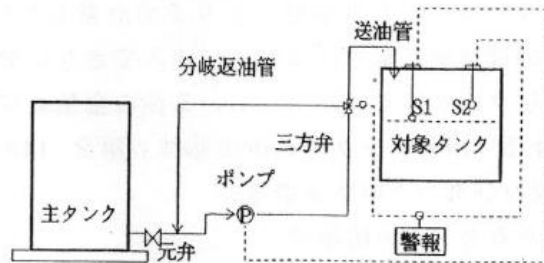 送油管
分岐返油管
S1 S2
三方弁
対象タンク
ポンプ
主タンク
P
元弁
警報